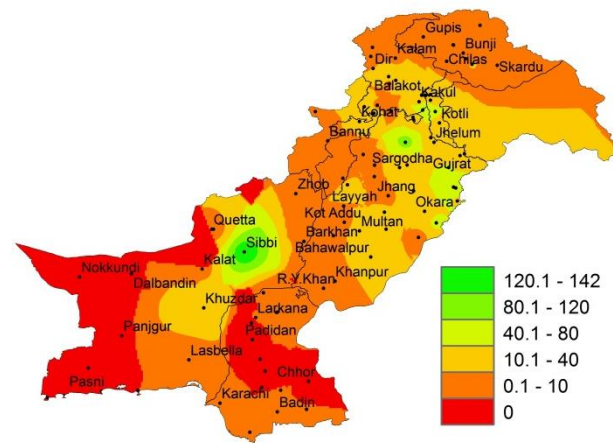 Gupis
Kalam
Bunji
Dir
Chilas
Skardu
Balakot
Kakul
Kohat
Kotli
Bannu
Jhelum
Sargodha
Gujrat
Zhob
Layyah
Jhang
Okara
Kot Addu
Quetta
Multan
Barkhan
Sibbi
Bahawalpur
Kalat
Nokkundi
Dalbandin
R.Y.Khan
Khanpur
Khuzdar
Larkana
Panjgur
Padidan
Lasbella
Pasni
Chhor
Karachi
Badin
120.1 - 142
80.1 - 120
40.1 - 80
10.1 - 40
0.1 - 10
0